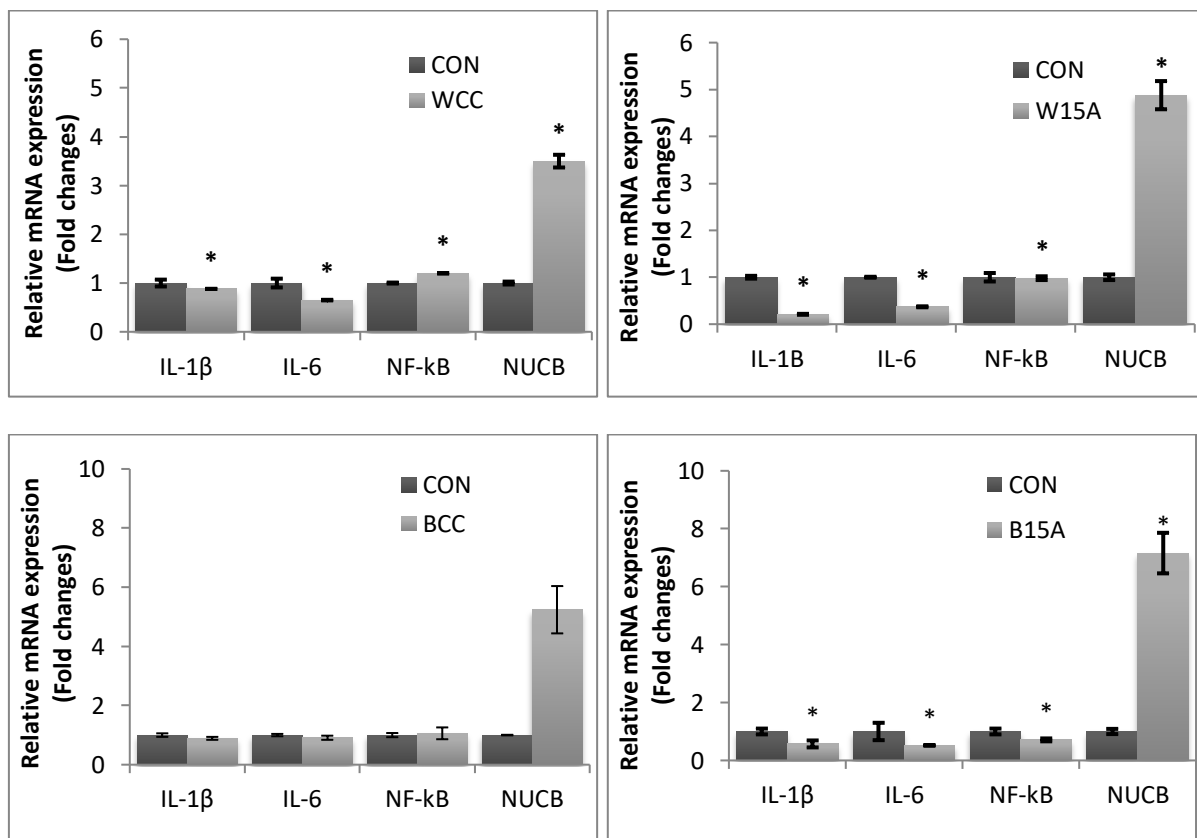 Relative mRNA expression
(Fold changes)
6
5
4
3
2
1
0
CON
WCC
*
*
*
*
IL-1β
IL-6
NF-kB
NUCB
Relative mRNA expression
(Fold changes)
6
5
4
3
2
1
0
CON
W15A
*
*
*
*
IL-1B
IL-6
NF-kB
NUCB
Relative mRNA expression
(Fold changes)
10
8
6
4
2
0
CON
BCC
IL-1β
IL-6
NF-kB
NUCB
Relative mRNA expression
(Fold changes)
10
8
6
4
2
0
CON
B15A
*
*
*
*
IL-1β
IL-6
NF-kB
NUCB